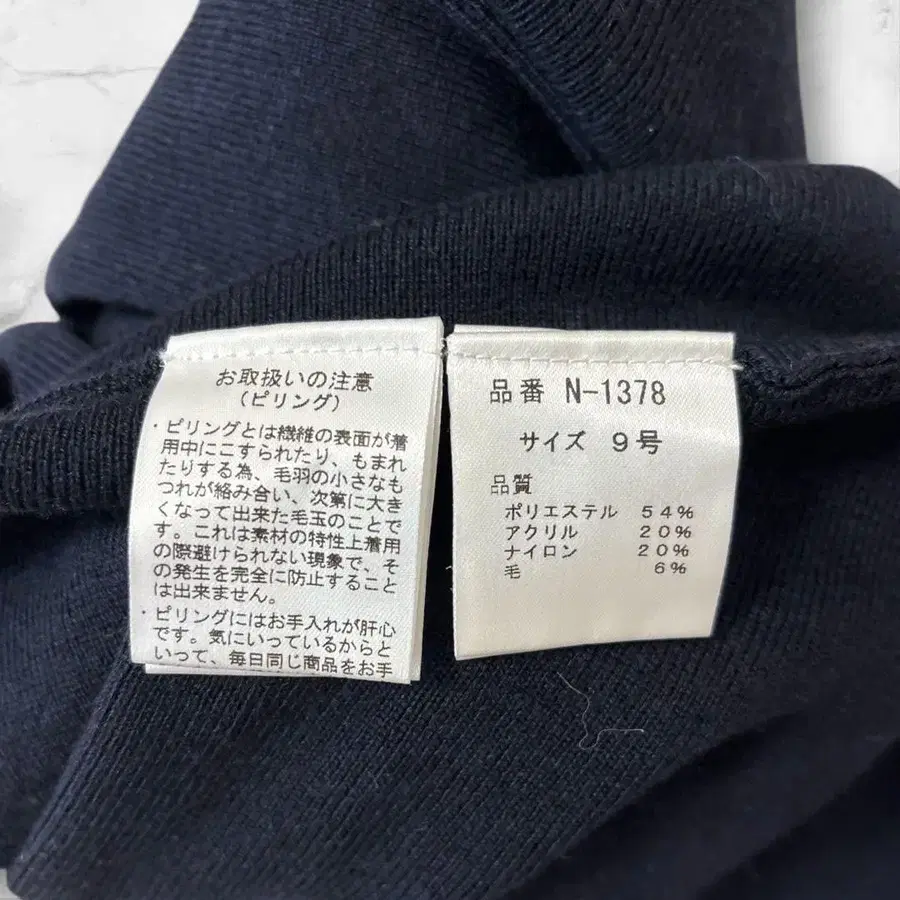 お取扱いの注意
(ピリング)
・ピリングとは繊維の表面が着
用中にこすられたり、もまれ
たりする為、毛羽の小さなも
つれが絡み合い、次第に大き
くなって出来た毛玉のことで
す。これは素材の特性上着用
の際避けられない現象で、そ
の発生を完全に防止すること
は出来ません。
・ピリングにはお手入れが肝心
です。気にいっているからと
いって、毎日同じ商品をお手
品番 N-1378
サイズ 9号
品質
ポリエステル 54%
アクリル 20%
ナイロン 20%
毛 6%